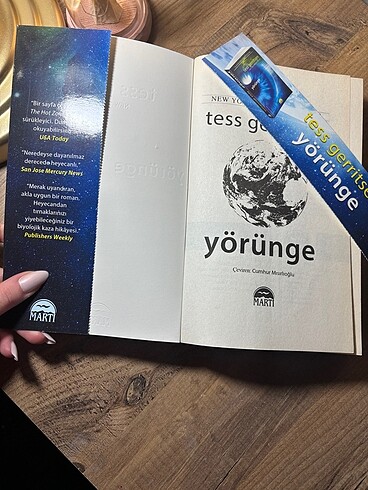 "Bir sayfa
The Hot Zone
sürükleyici.
okuyabilirsin
USA Today
"Neredeyse dayanılmaz
derecede heyecanlı."
San Jose Mercury News
"Merak uyandıran,
akla uygun bir roman.
Heyecandan
tırnaklarınızı
yiyebileceğiniz bir
biyolojik kaza hikâyesi."
Publishers Weekly
MARTI
NEW YO
tess ge
yörünge
Çeviren: Cumhur Mısırlıoğlu
MARTI
tess gerritse
yörünge